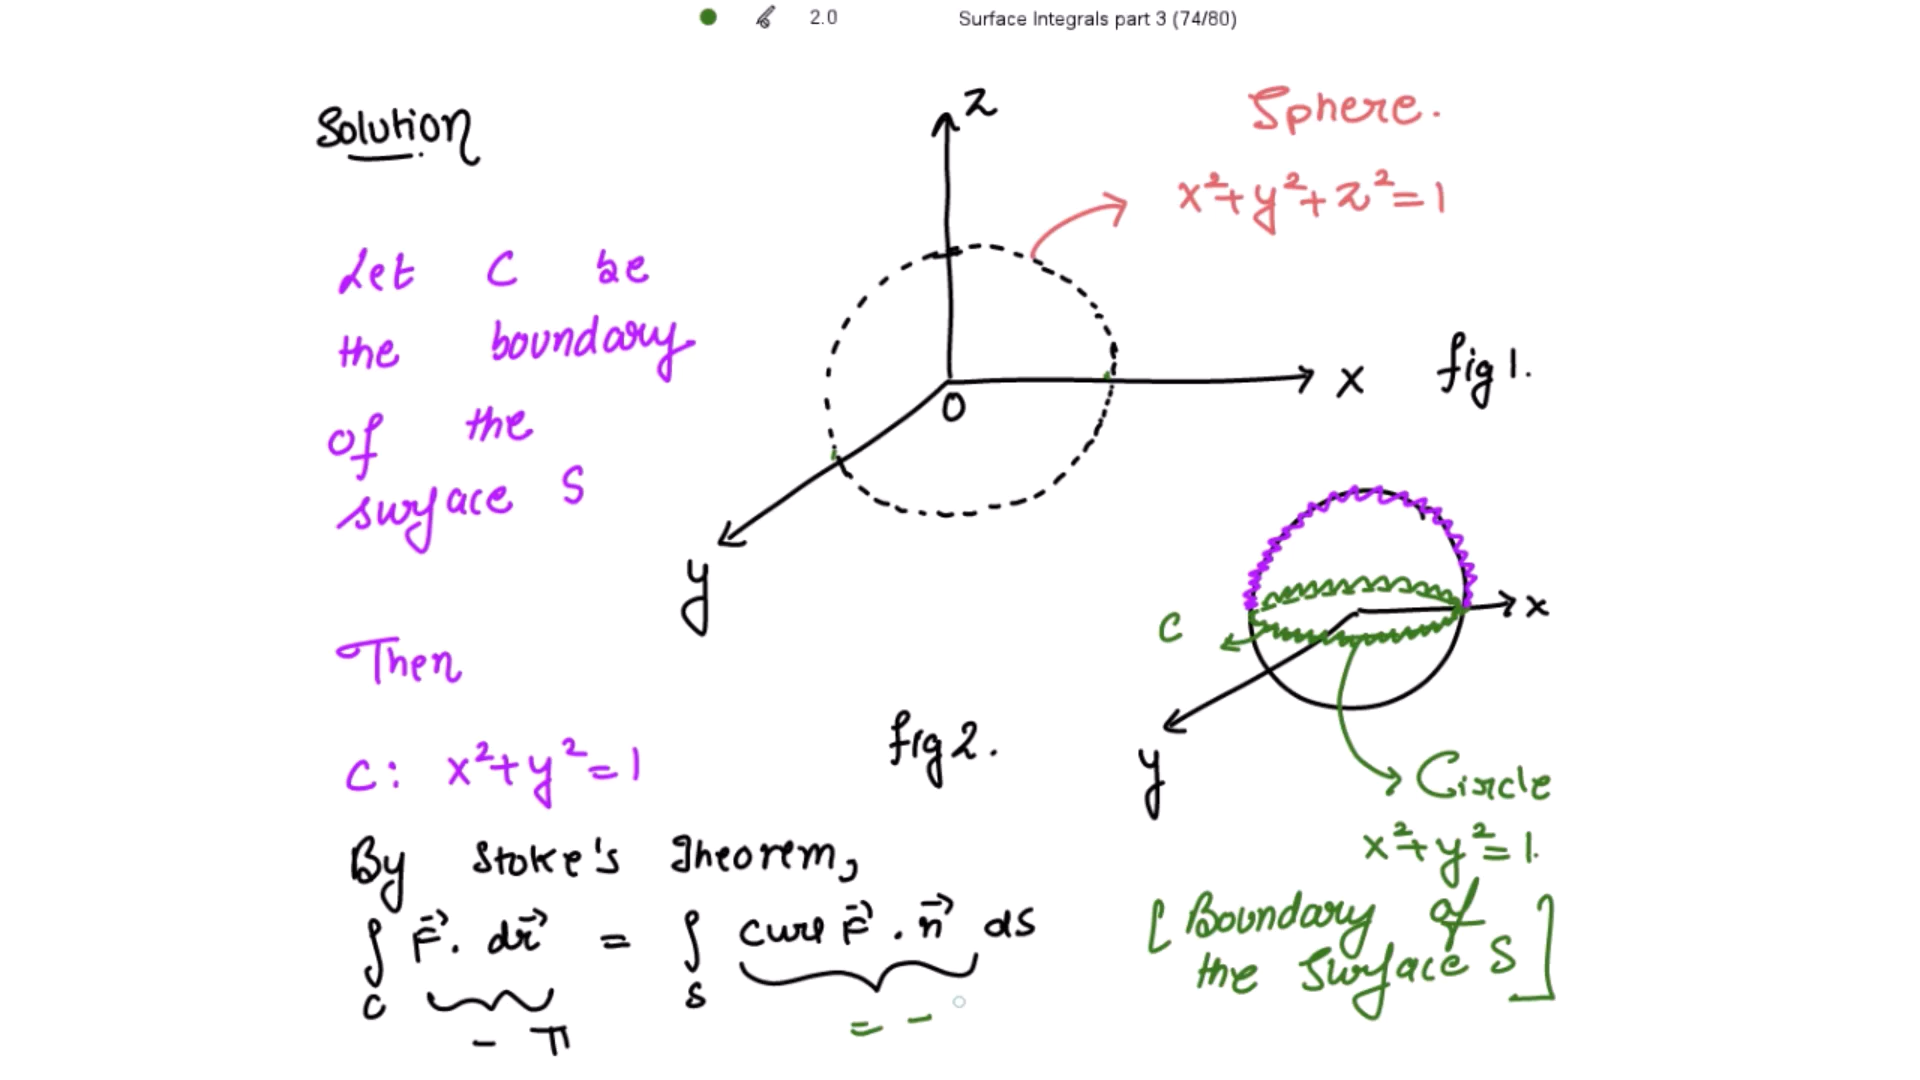 2.0
Surface Integrals part 3 (74/80)
Solution
Let C be
the boundary
of the
surface S
Then
C: x²+y²=1
By Stoke's Theorem,
∫ F⃗. dr⃗ = ∫ curl F⃗ . n⃗ ds
C S
- π
= -
z
Sphere.
x²+y²+z²=1
x
0
y
fig 1.
x
C
y
fig 2.
Circle
x²+y²=1.
[Boundary of
the Surface S]